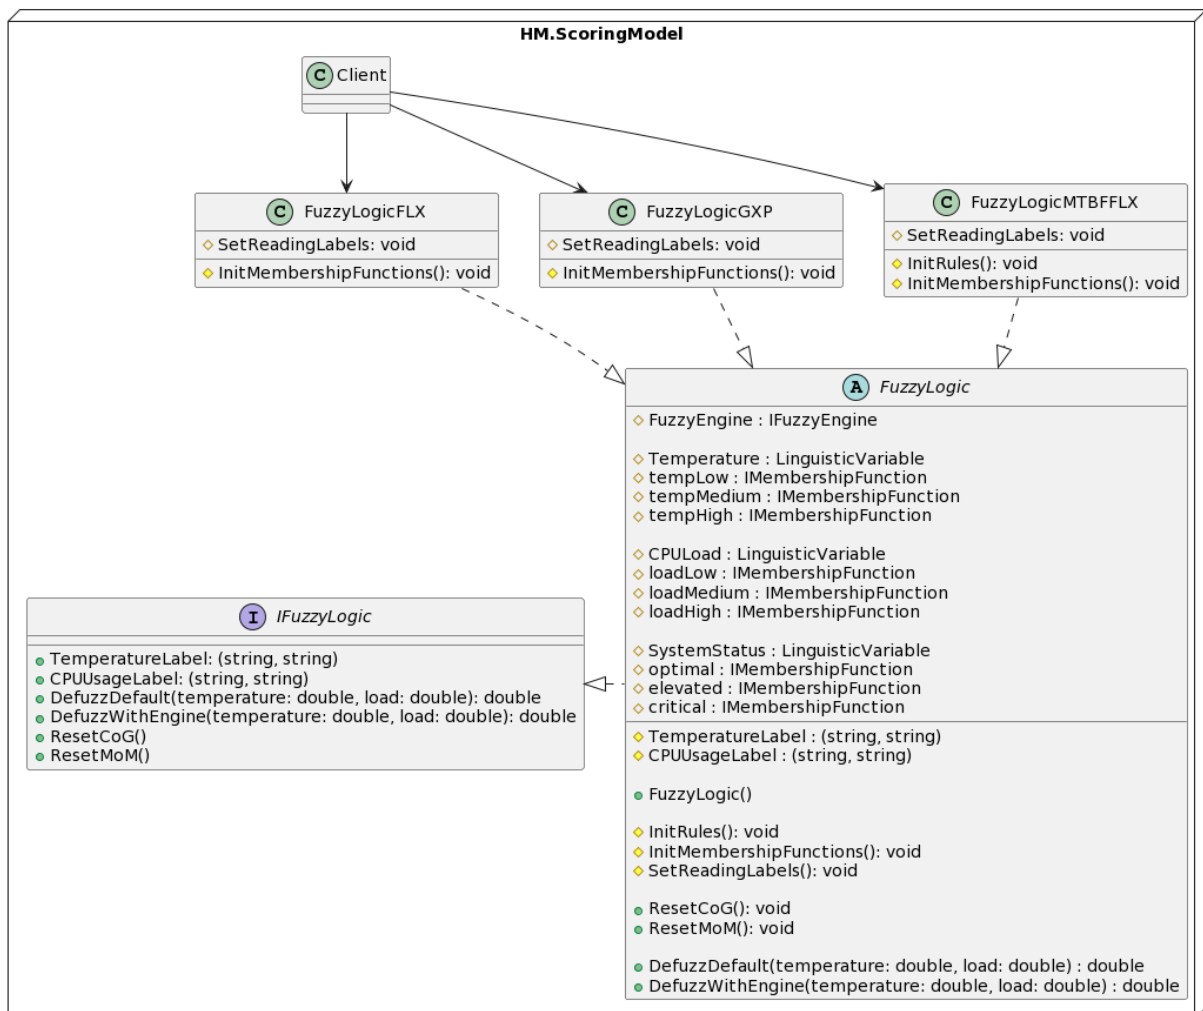 HM.ScoringModel
C Client
C FuzzyLogicFLX
SetReadingLabels: void
InitMembershipFunctions(): void
C FuzzyLogicGXP
SetReadingLabels: void
InitMembershipFunctions(): void
C FuzzyLogicMTBFFLX
SetReadingLabels: void
InitRules(): void
InitMembershipFunctions(): void
A FuzzyLogic
FuzzyEngine : IFuzzyEngine
Temperature : LinguisticVariable
tempLow : IMembershipFunction
tempMedium : IMembershipFunction
tempHigh : IMembershipFunction
CPULoad : LinguisticVariable
loadLow : IMembershipFunction
loadMedium : IMembershipFunction
loadHigh : IMembershipFunction
SystemStatus : LinguisticVariable
optimal : IMembershipFunction
elevated : IMembershipFunction
critical : IMembershipFunction
TemperatureLabel : (string, string)
CPUUsageLabel : (string, string)
FuzzyLogic()
InitRules(): void
InitMembershipFunctions(): void
SetReadingLabels(): void
ResetCoG(): void
ResetMoM(): void
DefuzzDefault(temperature: double, load: double) : double
DefuzzWithEngine(temperature: double, load: double) : double
I IFuzzyLogic
TemperatureLabel: (string, string)
CPUUsageLabel: (string, string)
DefuzzDefault(temperature: double, load: double): double
DefuzzWithEngine(temperature: double, load: double): double
ResetCoG()
ResetMoM()